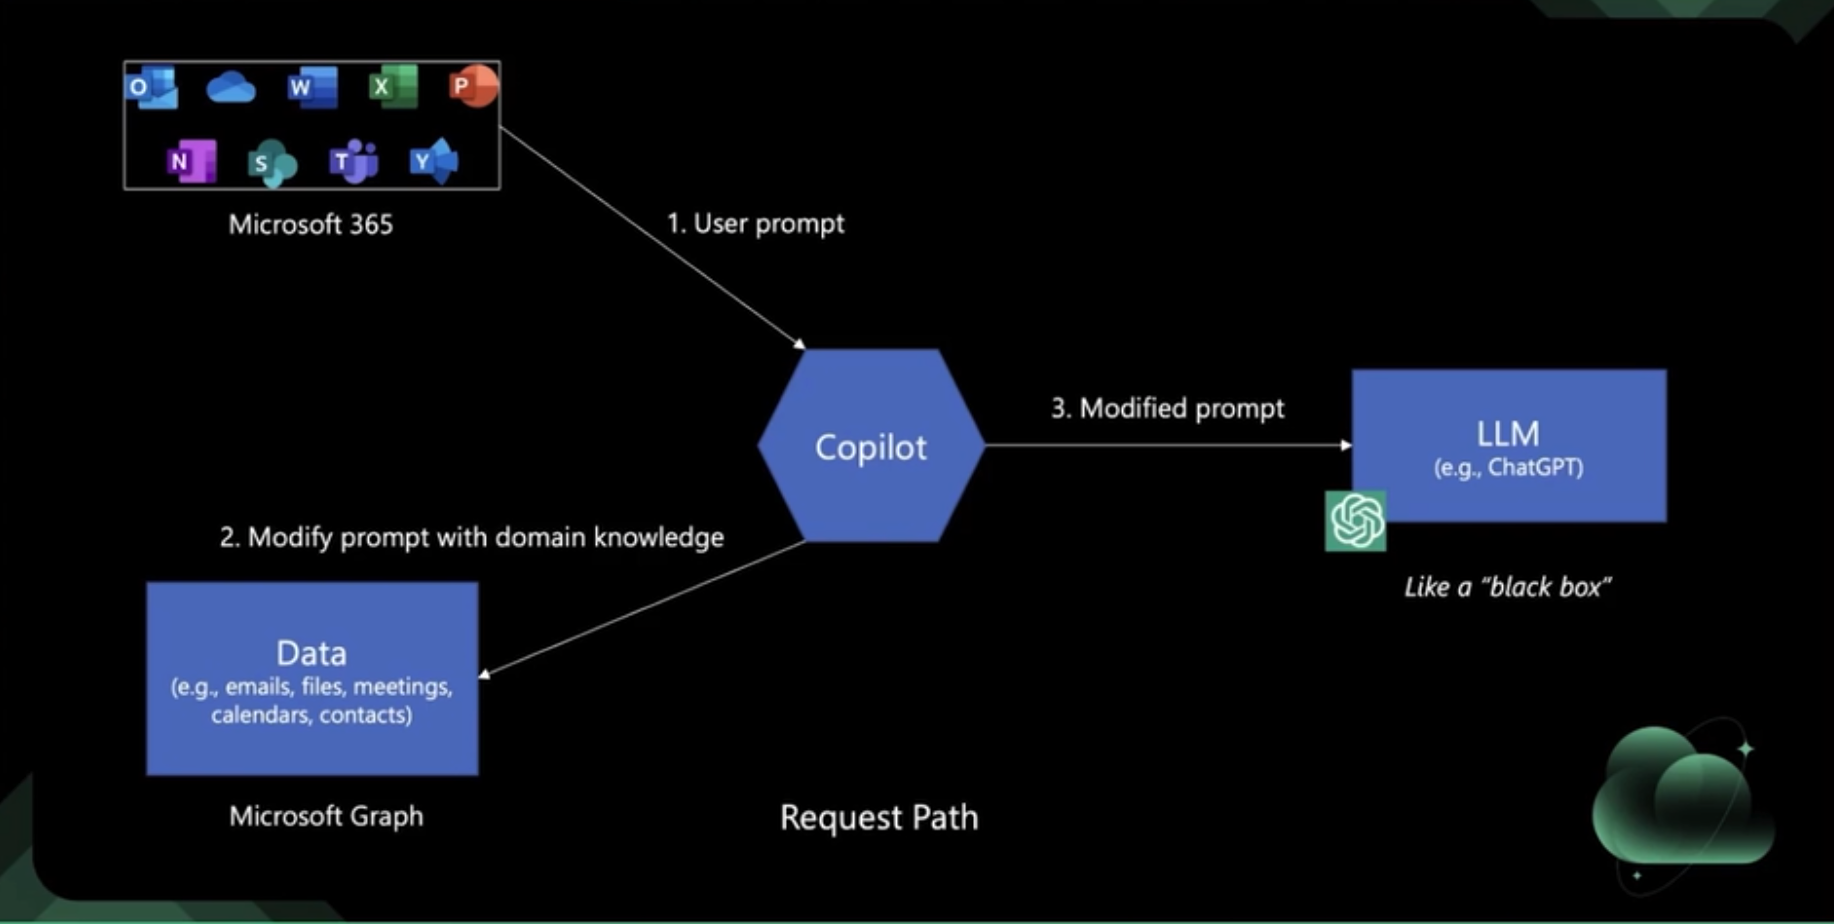 O
W
X
P
N
S
T
Y
Microsoft 365
1. User prompt
Copilot
3. Modified prompt
LLM
(e.g., ChatGPT)
Like a “black box”
2. Modify prompt with domain knowledge
Data
(e.g., emails, files, meetings,
calendars, contacts)
Microsoft Graph
Request Path